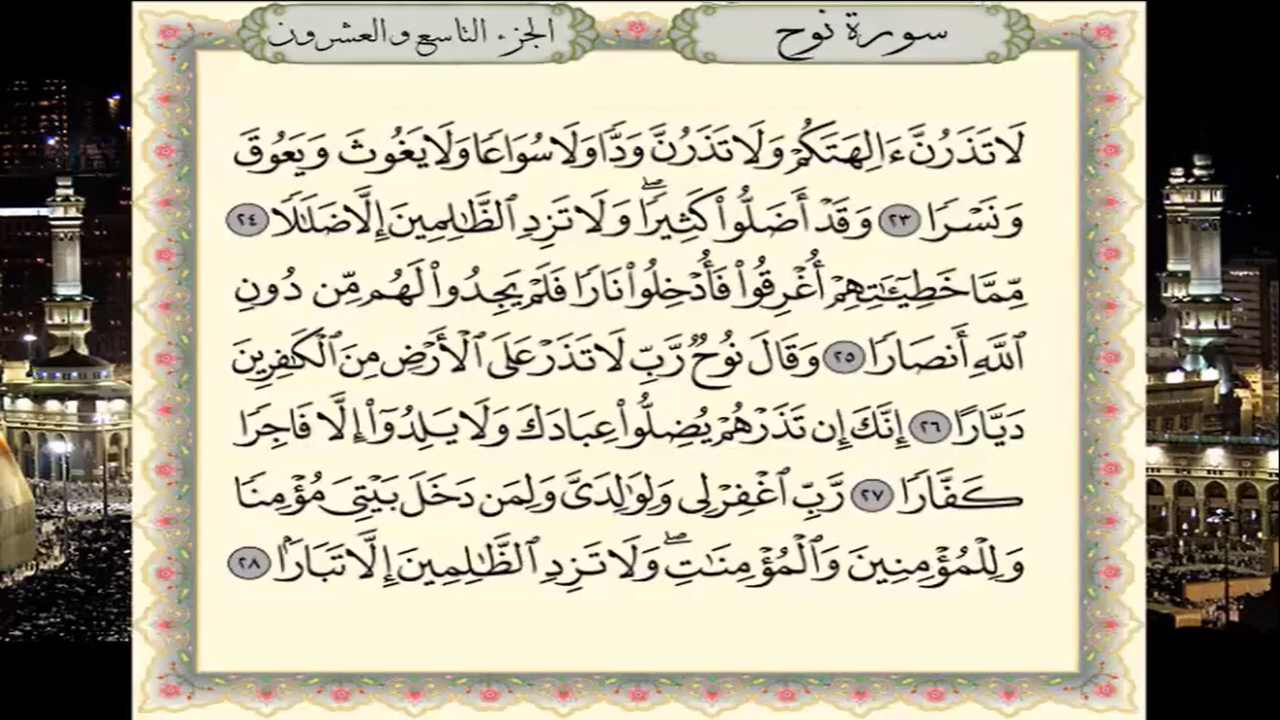 سورة نوح
الجزء التاسع والعشرون
لَا تَذَرُنَّ ءَالِهَتَكُمْ وَلَا تَذَرُنَّ وَدًّا وَلَا سُوَاعًا وَلَا يَغُوثَ وَيَعُوقَ
وَنَسْرًا ٢٣ وَقَدْ أَضَلُّوا۟ كَثِيرًا ۖ وَلَا تَزِدِ ٱلظَّٰلِمِينَ إِلَّا ضَلَٰلًا ٢٤
مِّمَّا خَطِيٓـَٰٔتِهِمْ أُغْرِقُوا۟ فَأُدْخِلُوا۟ نَارًا فَلَمْ يَجِدُوا۟ لَهُم مِّن دُونِ
ٱللَّهِ أَنصَارًا ٢٥ وَقَالَ نُوحٌ رَّبِّ لَا تَذَرْ عَلَى ٱلْأَرْضِ مِنَ ٱلْكَٰفِرِينَ
دَيَّارًا ٢٦ إِنَّكَ إِن تَذَرْهُمْ يُضِلُّوا۟ عِبَادَكَ وَلَا يَلِدُوٓا۟ إِلَّا فَاجِرًا
كَفَّارًا ٢٧ رَّبِّ ٱغْفِرْ لِى وَلِوَٰلِدَىَّ وَلِمَن دَخَلَ بَيْتِىَ مُؤْمِنًا
وَلِلْمُؤْمِنِينَ وَٱلْمُؤْمِنَٰتِ ۖ وَلَا تَزِدِ ٱلظَّٰلِمِينَ إِلَّا تَبَارًۢا ٢٨